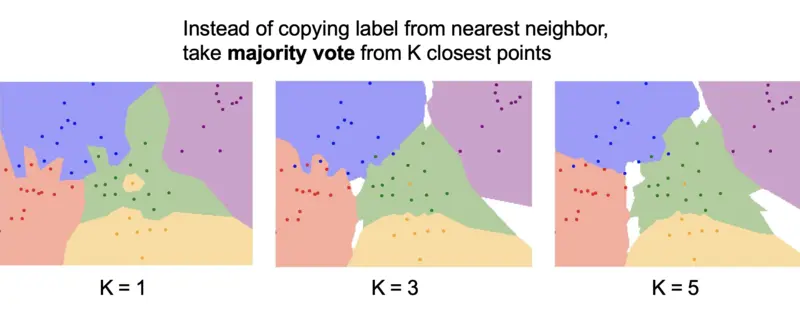 Instead of copying label from nearest neighbor,
take majority vote from K closest points
K = 1
K = 3
K = 5